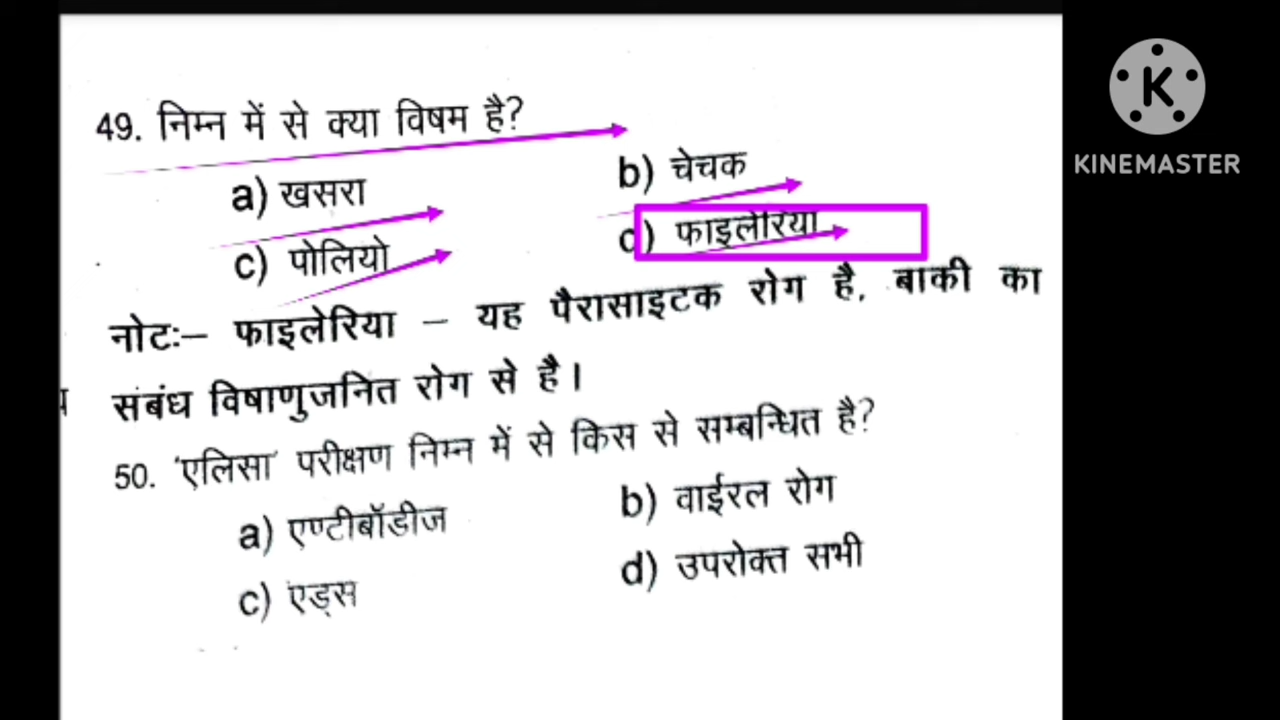 49. निम्न में से क्या विषम है?
a) खसरा b) चेचक
c) पोलियो d) फाइलेरिया
नोटः– फाइलेरिया – यह पैरासाइटक रोग है, बाकी का
संबंध विषाणुजनित रोग से है।
50. 'एलिसा' परीक्षण निम्न में से किस से सम्बन्धित है?
a) एण्टीबॉडीज b) वाईरल रोग
c) एड्स d) उपरोक्त सभी
K
KINEMASTER